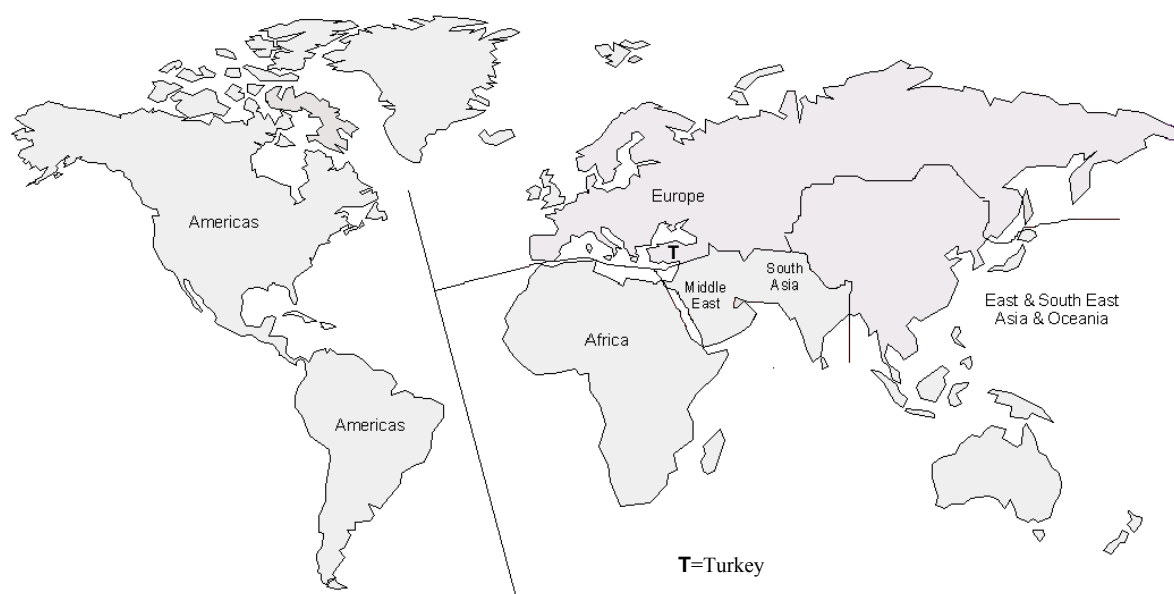 Europe
Americas
T
South
Asia
Middle
East
East & South East
Asia & Oceania
Africa
Americas
T=Turkey